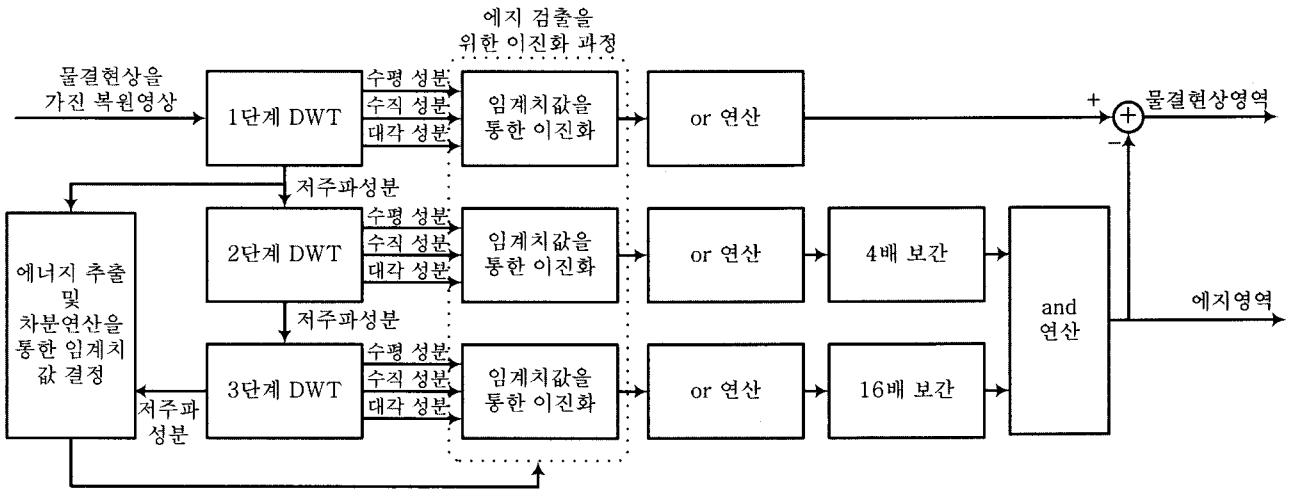 에지 검출을
위한 이진화 과정
물결현상을
가진 복원영상
1단계 DWT
수평 성분
수직 성분
대각 성분
임계치값을
통한 이진화
or 연산
+
+
−
물결현상영역
저주파성분
2단계 DWT
수평 성분
수직 성분
대각 성분
임계치값을
통한 이진화
or 연산
4배 보간
에너지 추출
및
차분연산을
통한 임계치
값 결정
and
연산
에지영역
저주파성분
3단계 DWT
수평 성분
수직 성분
대각 성분
임계치값을
통한 이진화
or 연산
16배 보간
저주파
성분